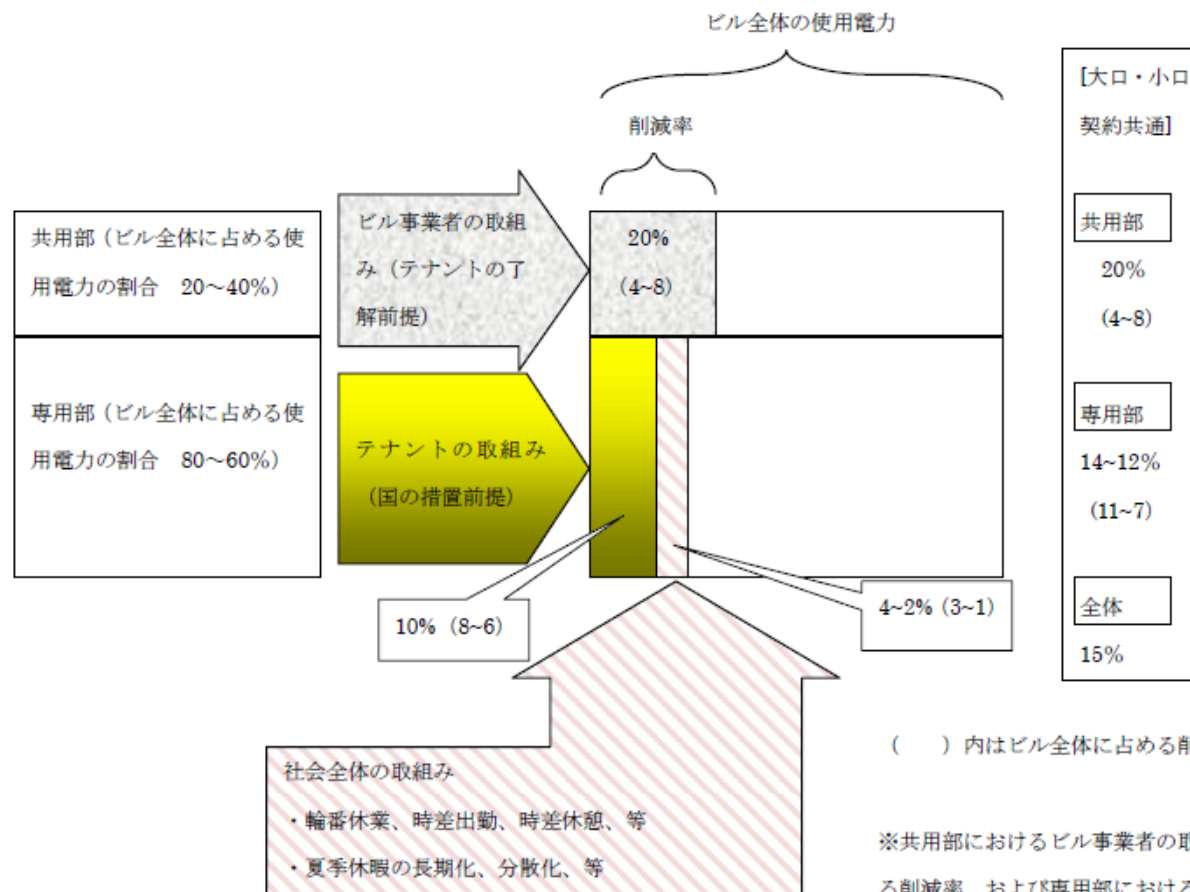 ビル全体の使用電力
削減率
共用部（ビル全体に占める使
用電力の割合　20～40%）
専用部（ビル全体に占める使
用電力の割合　80～60%）
ビル事業者の取組
み（テナントの了
解前提）
テナントの取組み
（国の措置前提）
20%
(4~8)
10%（8~6）
4~2% (3~1)
社会全体の取組み
・輪番休業、時差出勤、時差休憩、等
・夏季休暇の長期化、分散化、等
[大口・小口
契約共通]
共用部
20%
(4~8)
専用部
14~12%
(11~7)
全体
15%
（　　）内はビル全体に占める削
※共用部におけるビル事業者の取
る削減率、および専用部における